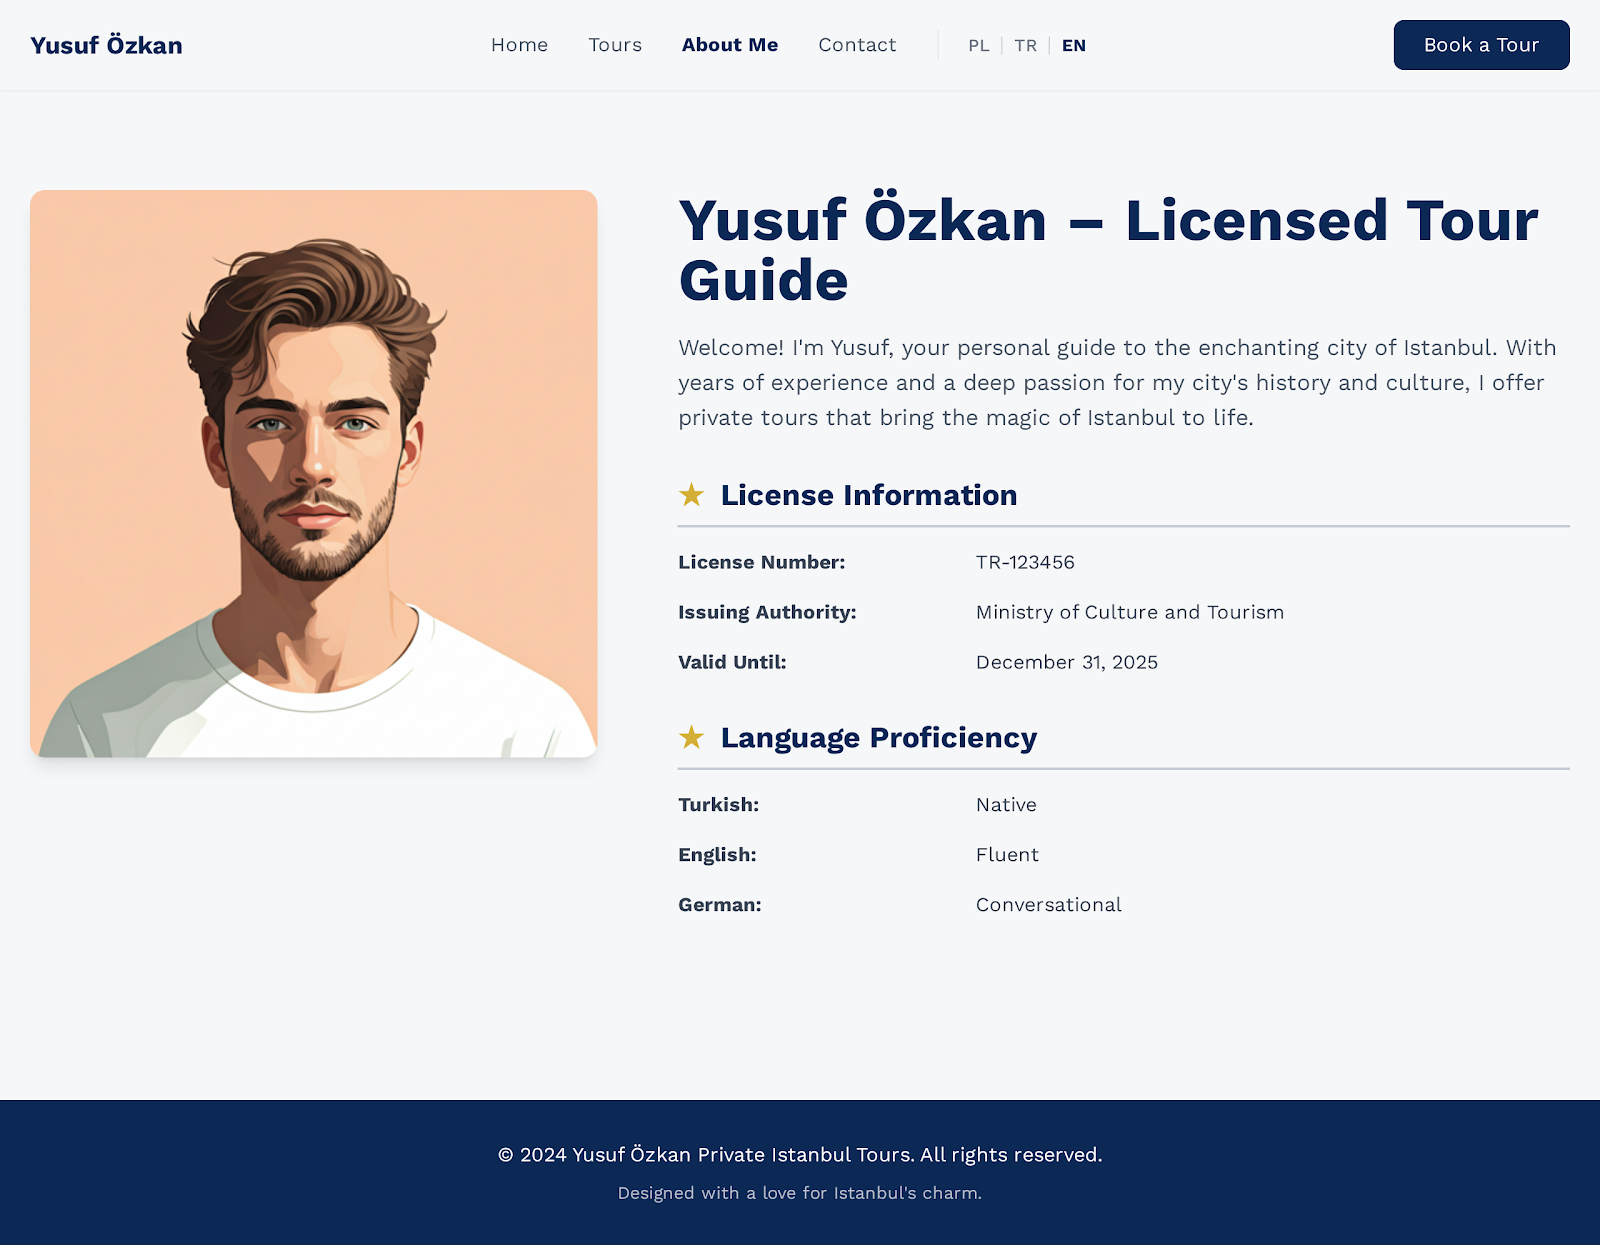 Yusuf Özkan
Home Tours About Me Contact PL TR EN
Book a Tour
Yusuf Özkan – Licensed Tour
Guide
Welcome! I'm Yusuf, your personal guide to the enchanting city of Istanbul. With
years of experience and a deep passion for my city's history and culture, I offer
private tours that bring the magic of Istanbul to life.
License Information
License Number: TR-123456
Issuing Authority: Ministry of Culture and Tourism
Valid Until: December 31, 2025
Language Proficiency
Turkish: Native
English: Fluent
German: Conversational
© 2024 Yusuf Özkan Private Istanbul Tours. All rights reserved.
Designed with a love for Istanbul's charm.